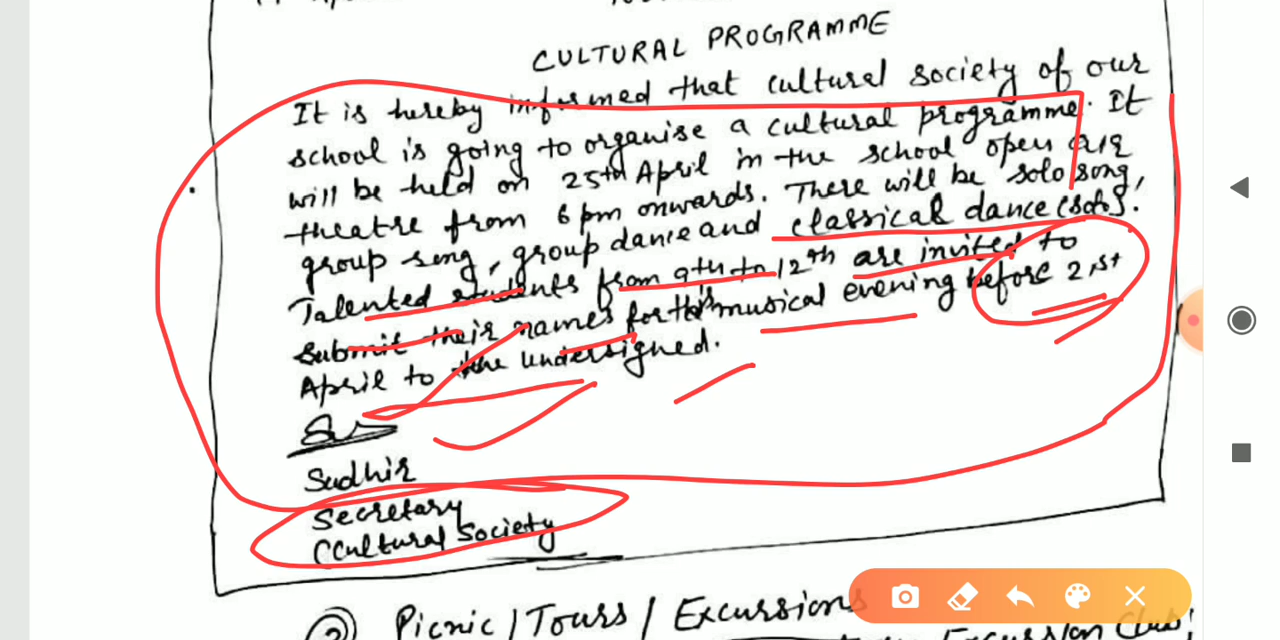 CULTURAL PROGRAMME
It is hereby informed that cultural society of our
school is going to organise a cultural programme. It
will be held on 25th April in the school open air
theatre from 6 pm onwards. There will be solo song,
group song, group dance and classical dance (solo).
Talented students from 9th to 12th are invited to
Submit their names for this musical evening before 21st
April to the undersigned.
Sudhir
Secretary
(Cultural Society
② Picnic / Tours / Excursions
Excursion Club